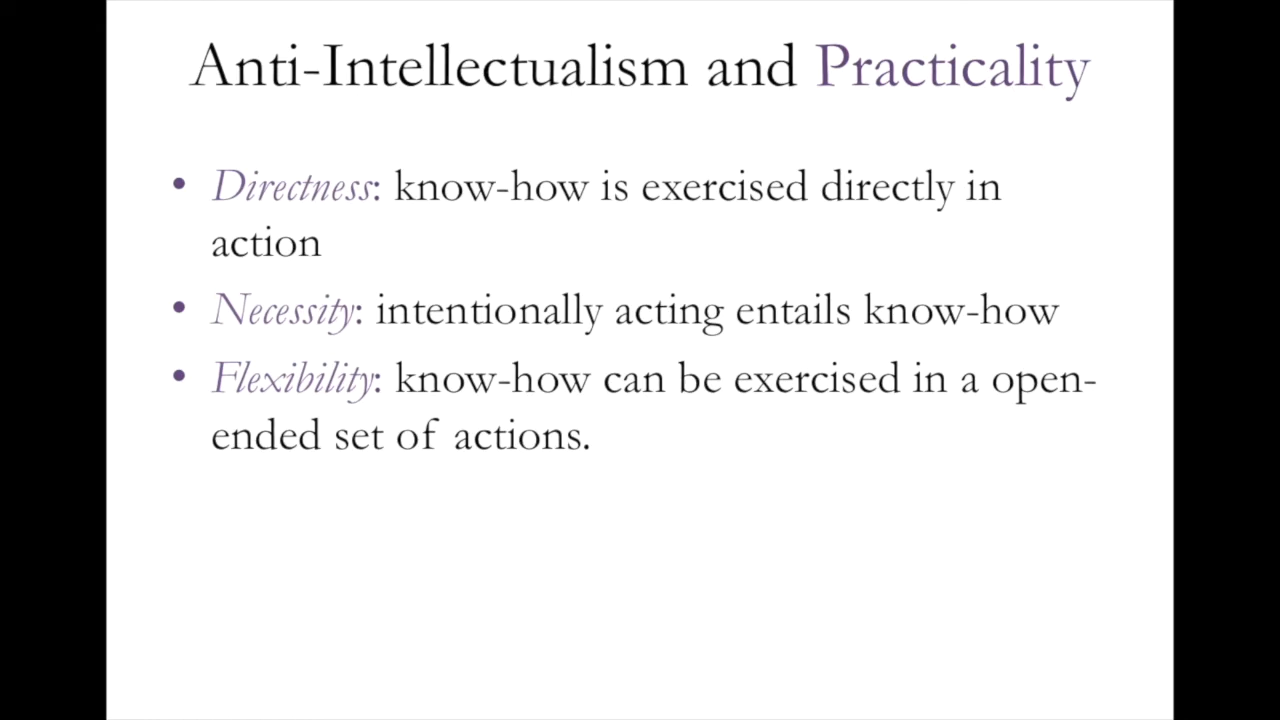 Anti-Intellectualism and Practicality
• Directness: know-how is exercised directly in
action
• Necessity: intentionally acting entails know-how
• Flexibility: know-how can be exercised in a open-
ended set of actions.